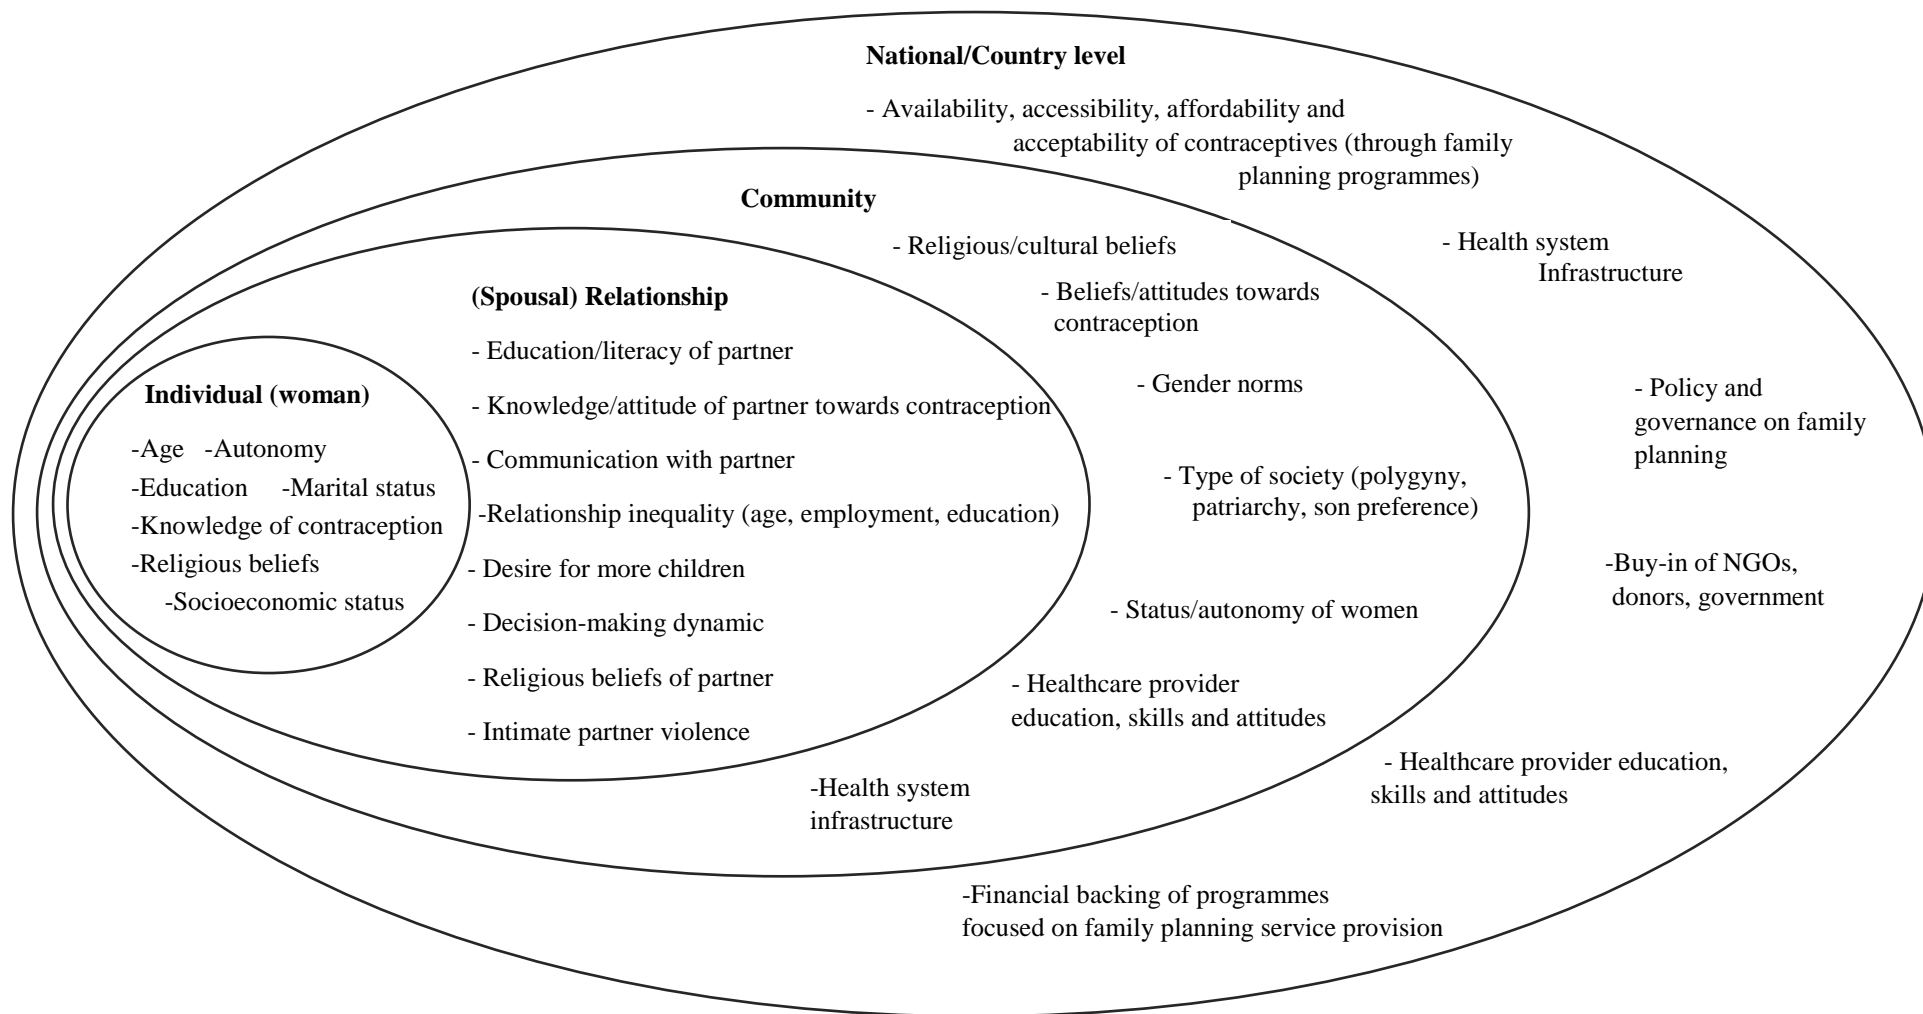 National/Country level
- Availability, accessibility, affordability and
acceptability of contraceptives (through family
planning programmes)
- Health system
Infrastructure
- Policy and
governance on family
planning
-Buy-in of NGOs,
donors, government
- Healthcare provider education,
skills and attitudes
-Financial backing of programmes
focused on family planning service provision
Community
- Religious/cultural beliefs
- Beliefs/attitudes towards
contraception
- Gender norms
- Type of society (polygyny,
patriarchy, son preference)
- Status/autonomy of women
- Healthcare provider
education, skills and attitudes
-Health system
infrastructure
(Spousal) Relationship
- Education/literacy of partner
- Knowledge/attitude of partner towards contraception
- Communication with partner
-Relationship inequality (age, employment, education)
- Desire for more children
- Decision-making dynamic
- Religious beliefs of partner
- Intimate partner violence
Individual (woman)
-Age -Autonomy
-Education -Marital status
-Knowledge of contraception
-Religious beliefs
-Socioeconomic status